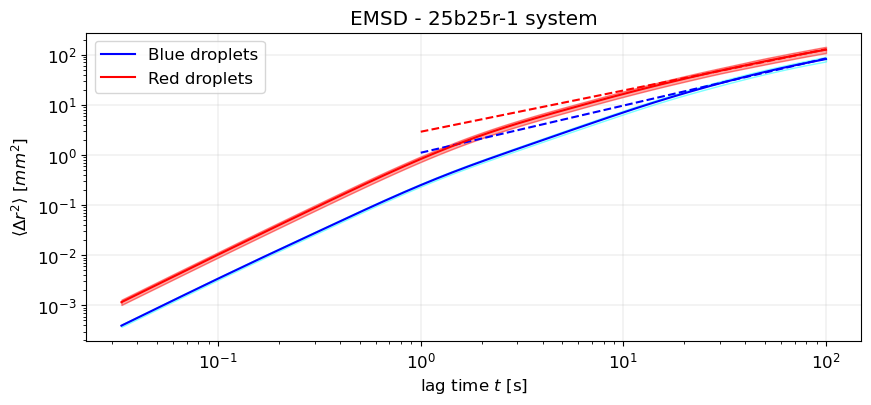 EMSD - 25b25r-1 system
Blue droplets
Red droplets
⟨Δr²⟩ [mm²]
10²
10¹
10⁰
10⁻¹
10⁻²
10⁻³
10⁻¹ 10⁰ 10¹ 10²
lag time t [s]